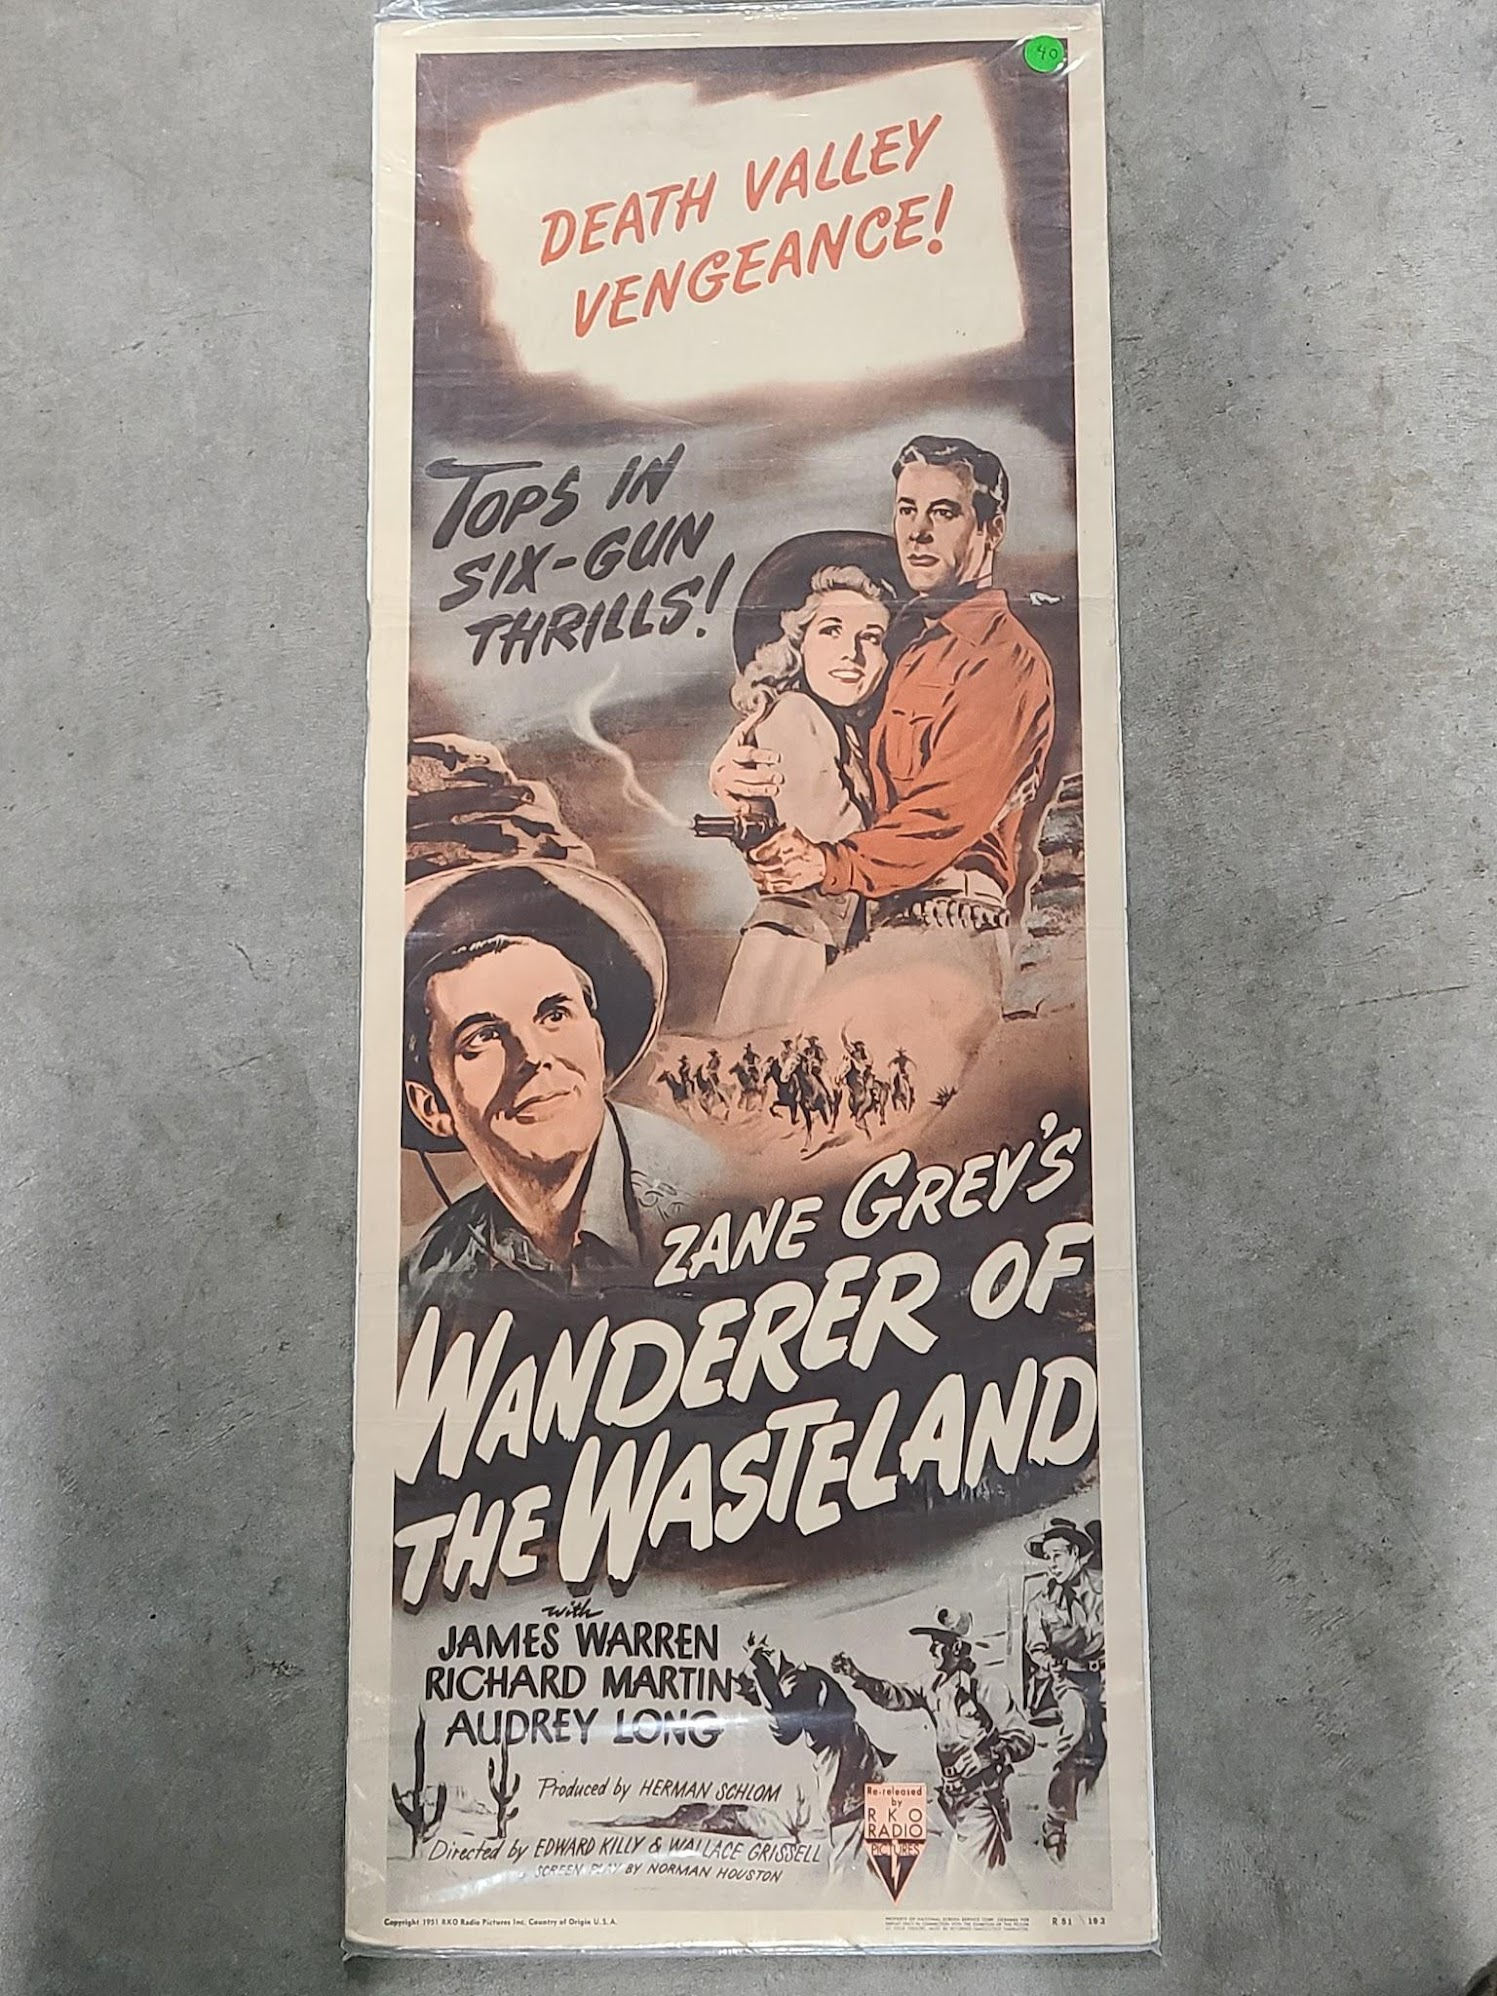 40
DEATH VALLEY
VENGEANCE!
TOPS IN
SIX-GUN
THRILLS!
ZANE GREY'S
WANDERER OF
THE WASTELAND
with
JAMES WARREN
RICHARD MARTIN
AUDREY LONG
Produced by HERMAN SCHLOM
Directed by EDWARD KILLY & WALLACE GRISSELL
SCREEN PLAY BY NORMAN HOUSTON
Re-released
by
RKO
RADIO
PICTURES
Copyright 1951 RKO Radio Pictures Inc. Country of Origin U.S.A.
R 51 193